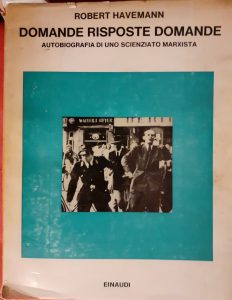 ROBERT HAVEMANN
DOMANDE RISPOSTE DOMANDE
AUTOBIOGRAFIA DI UNO SCIENZIATO MARXISTA
EINAUDI